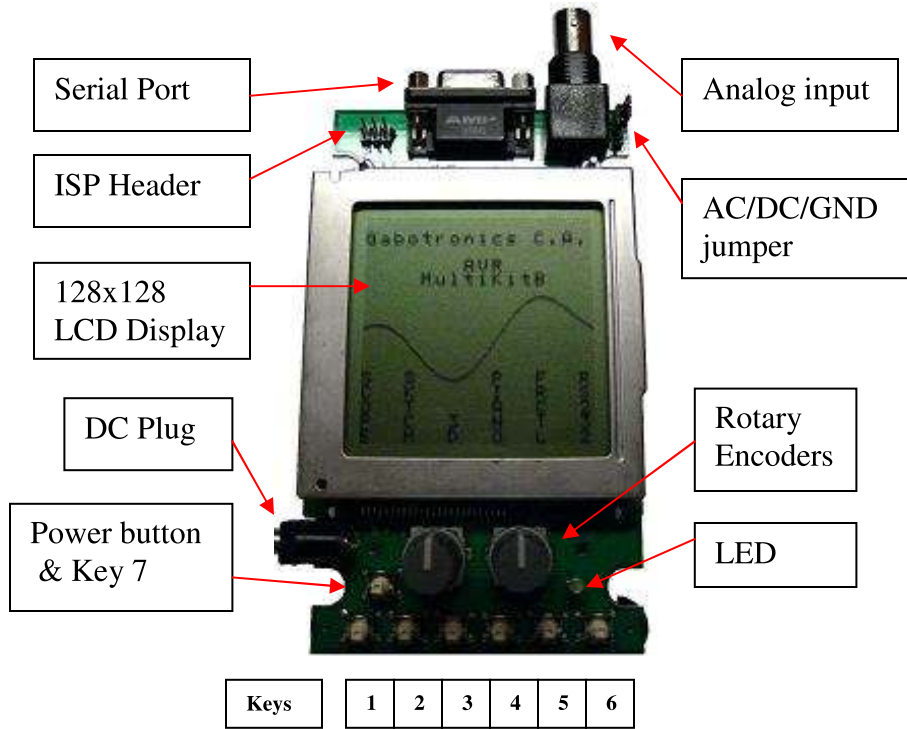 Serial Port
Analog input
ISP Header
AC/DC/GND
jumper
Gabotronics C.A.
AVR
MultiKitB
128x128
LCD Display
DC Plug
Rotary
Encoders
Power button
& Key 7
LED
Keys 1 2 3 4 5 6